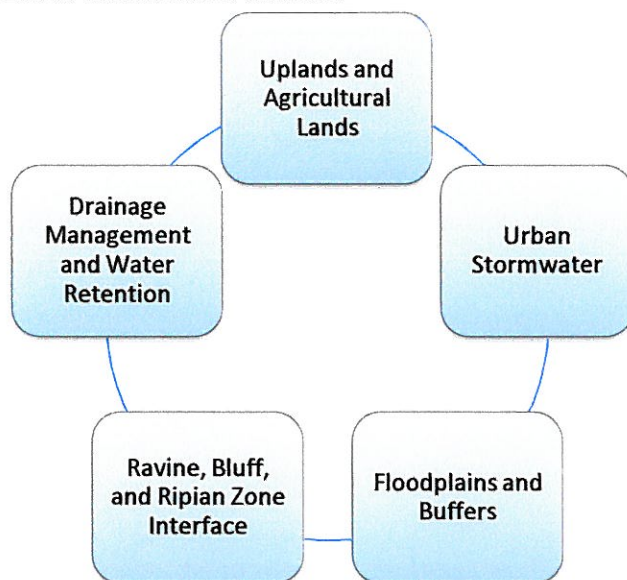 Uplands and
Agricultural
Lands
Urban
Stormwater
Floodplains and
Buffers
Ravine, Bluff,
and Ripian Zone
Interface
Drainage
Management
and Water
Retention